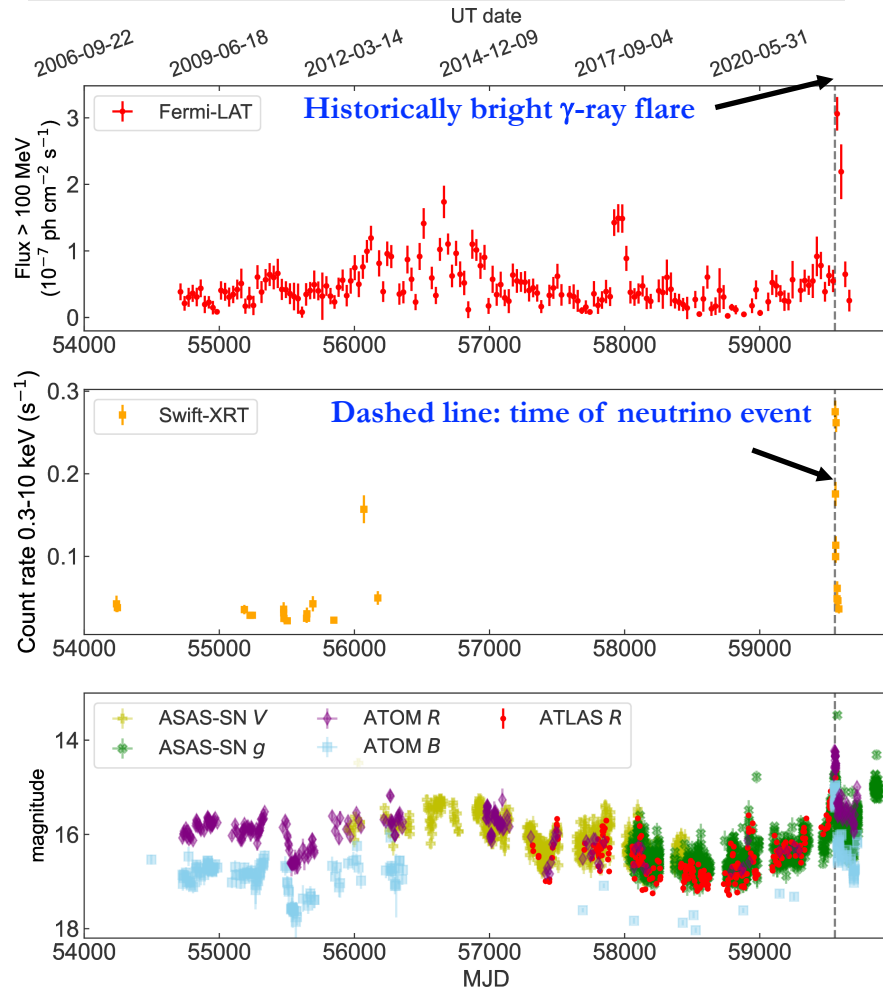 UT date
2006-09-22 2009-06-18 2012-03-14 2014-12-09 2017-09-04 2020-05-31
Flux > 100 MeV
(10⁻⁷ ph cm⁻² s⁻¹)
Fermi-LAT
Historically bright γ-ray flare
3
2
1
0
54000 55000 56000 57000 58000 59000
Count rate 0.3-10 keV (s⁻¹)
Swift-XRT
Dashed line: time of neutrino event
0.3
0.2
0.1
54000 55000 56000 57000 58000 59000
magnitude
ASAS-SN V ATOM R ATLAS R
ASAS-SN g ATOM B
14
16
18
54000 55000 56000 57000 58000 59000
MJD